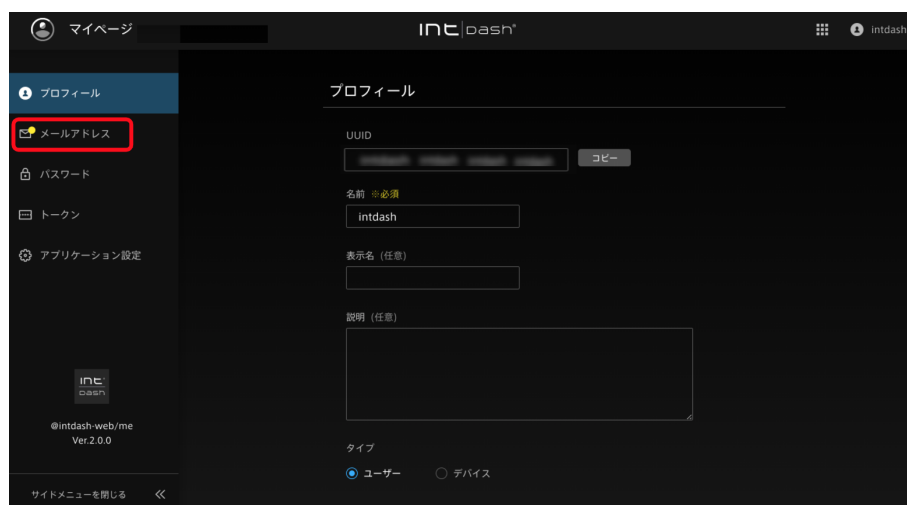 マイページ
int|dash
intdash
プロフィール
メールアドレス
パスワード
トークン
アプリケーション設定
int
dash
@intdash-web/me
Ver.2.0.0
サイドメニューを閉じる
プロフィール
UUID
コピー
名前 ※必須
intdash
表示名 (任意)
説明 (任意)
タイプ
ユーザー デバイス